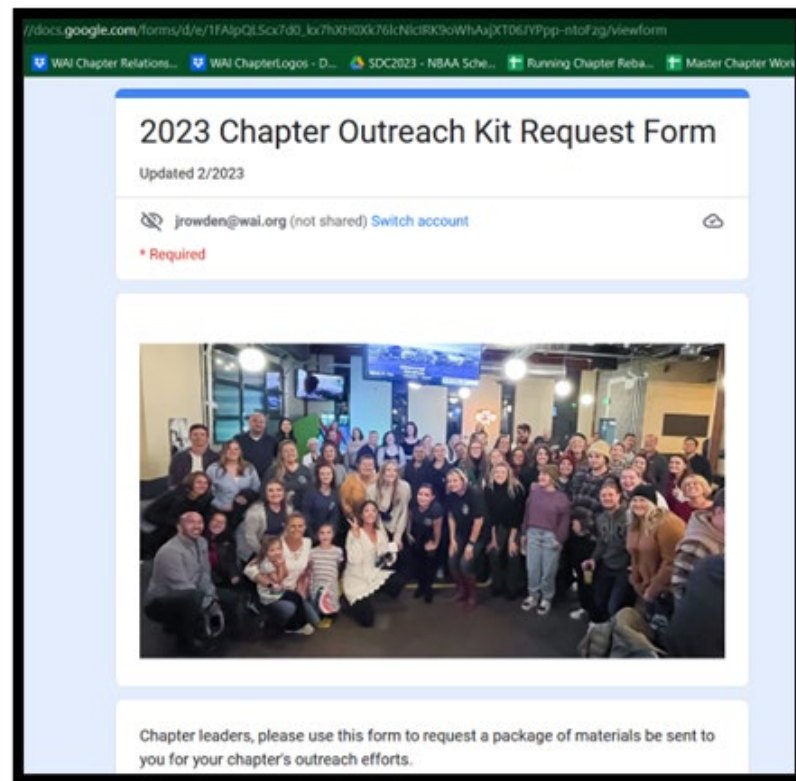 //docs.google.com/forms/d/e/1FAIpQLScx7d0_kx7hXH0Xk76lcNlcIRK9oWhAxjXT06JYPpp-ntoFzg/viewform
WAI Chapter Relations... WAI ChapterLogos - D... SDC2023 - NBAA Sche... Running Chapter Reba... Master Chapter Work
2023 Chapter Outreach Kit Request Form
Updated 2/2023
jrowden@wai.org (not shared) Switch account
* Required
Chapter leaders, please use this form to request a package of materials be sent to
you for your chapter's outreach efforts.